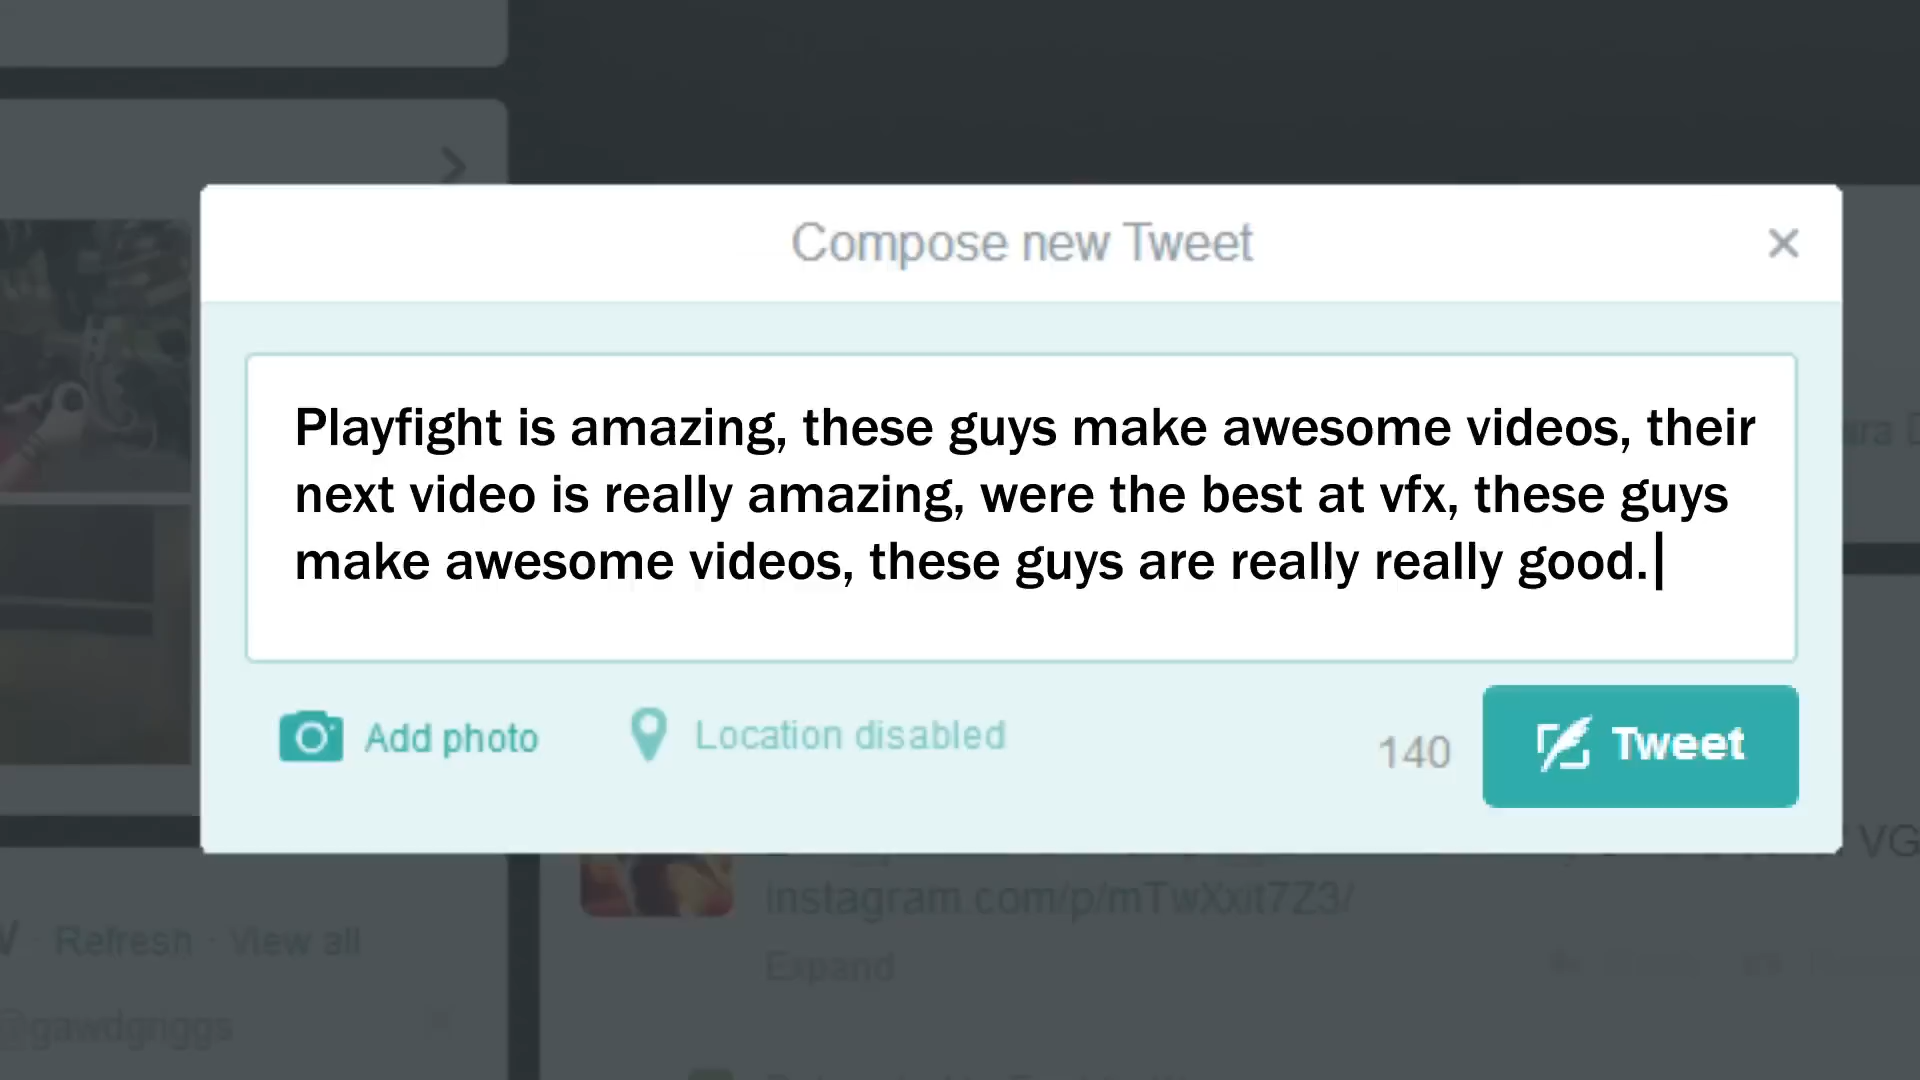 Compose new Tweet
Playfight is amazing, these guys make awesome videos, their
next video is really amazing, were the best at vfx, these guys
make awesome videos, these guys are really really good.
Add photo
Location disabled
140
Tweet
instagram.com/p/mTwXxit7Z3/
Expand
Refresh · View all
@gawdgnggs
VG